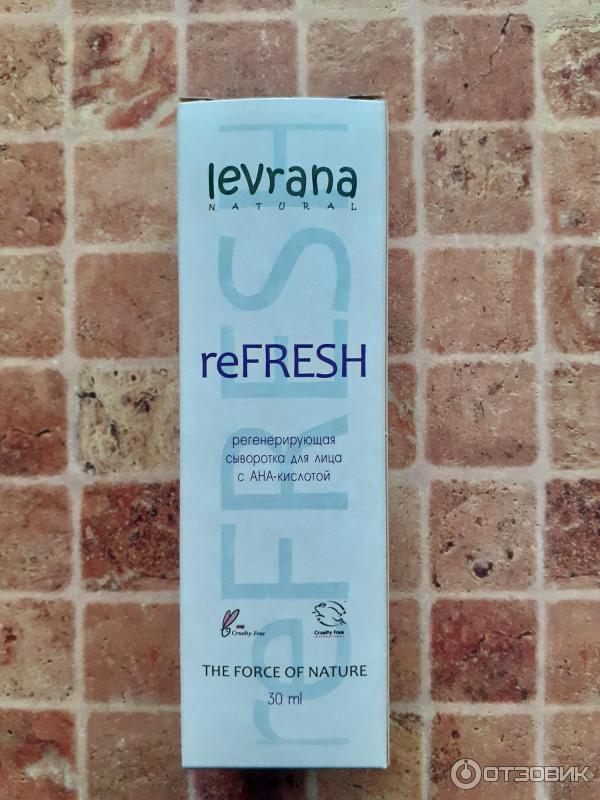 levrana
NATURAL
reFRESH
reFRESH
регенерирующая
сыворотка для лица
с АНА-кислотой
Cruelty Free
Cruelty Free
INTERNATIONAL
THE FORCE OF NATURE
30 ml
ОТЗОВИК